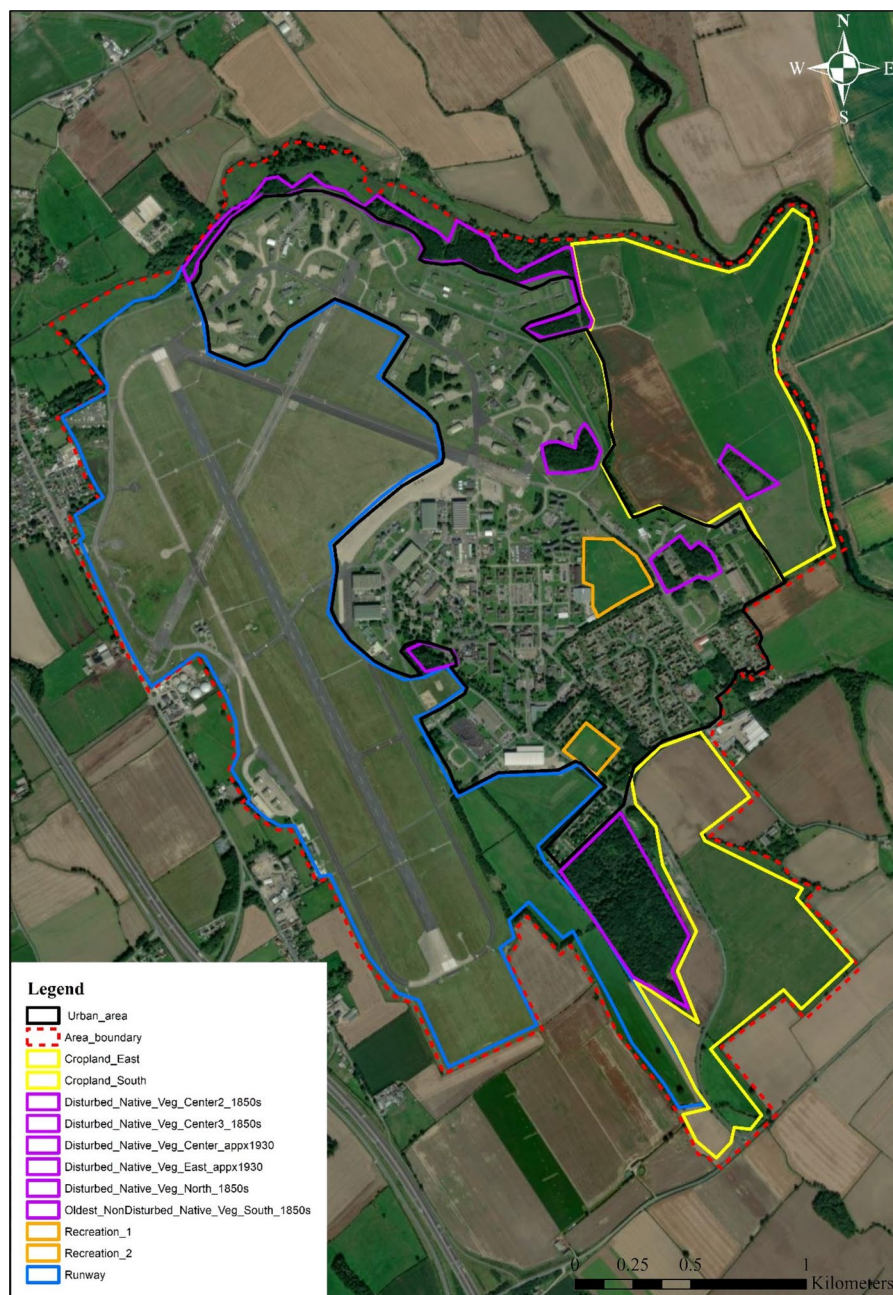 N
W E
S
Legend
Urban_area
Area_boundary
Cropland_East
Cropland_South
Disturbed_Native_Veg_Center2_1850s
Disturbed_Native_Veg_Center3_1850s
Disturbed_Native_Veg_Center_appx1930
Disturbed_Native_Veg_East_appx1930
Disturbed_Native_Veg_North_1850s
Oldest_NonDisturbed_Native_Veg_South_1850s
Recreation_1
Recreation_2
Runway
0 0.25 0.5 1
Kilometers